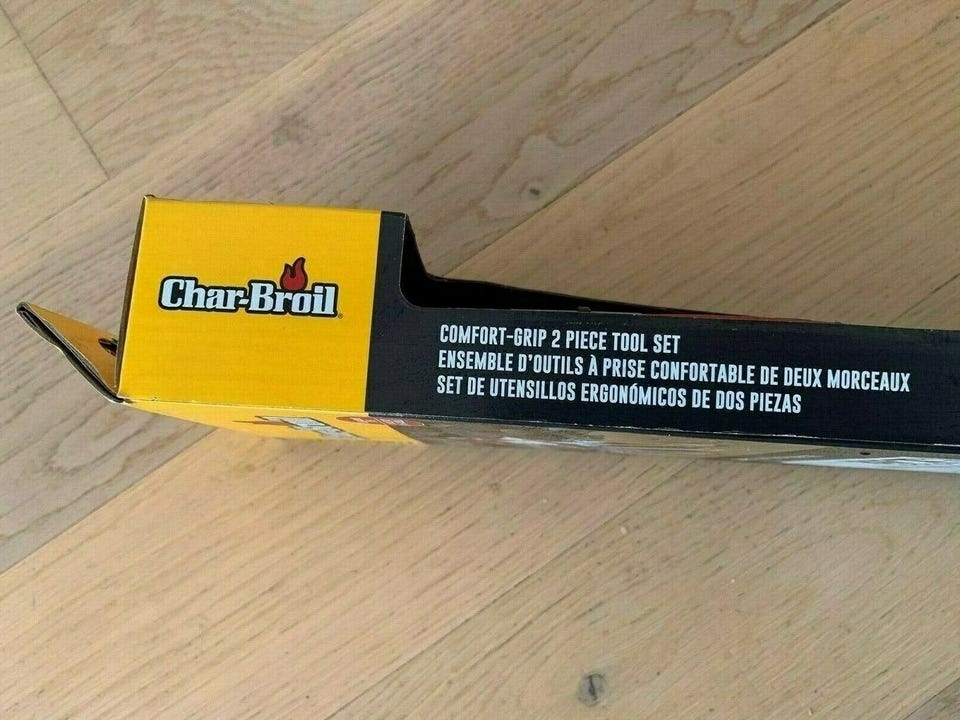 Char-Broil
COMFORT-GRIP 2 PIECE TOOL SET
ENSEMBLE D'OUTILS À PRISE CONFORTABLE DE DEUX MORCEAUX
SET DE UTENSILLOS ERGONÓMICOS DE DOS PIEZAS